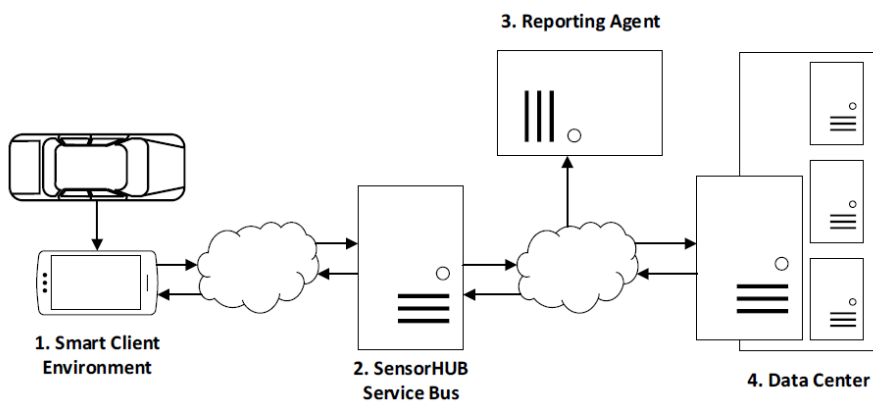 3. Reporting Agent
1. Smart Client
Environment
2. SensorHUB
Service Bus
4. Data Center